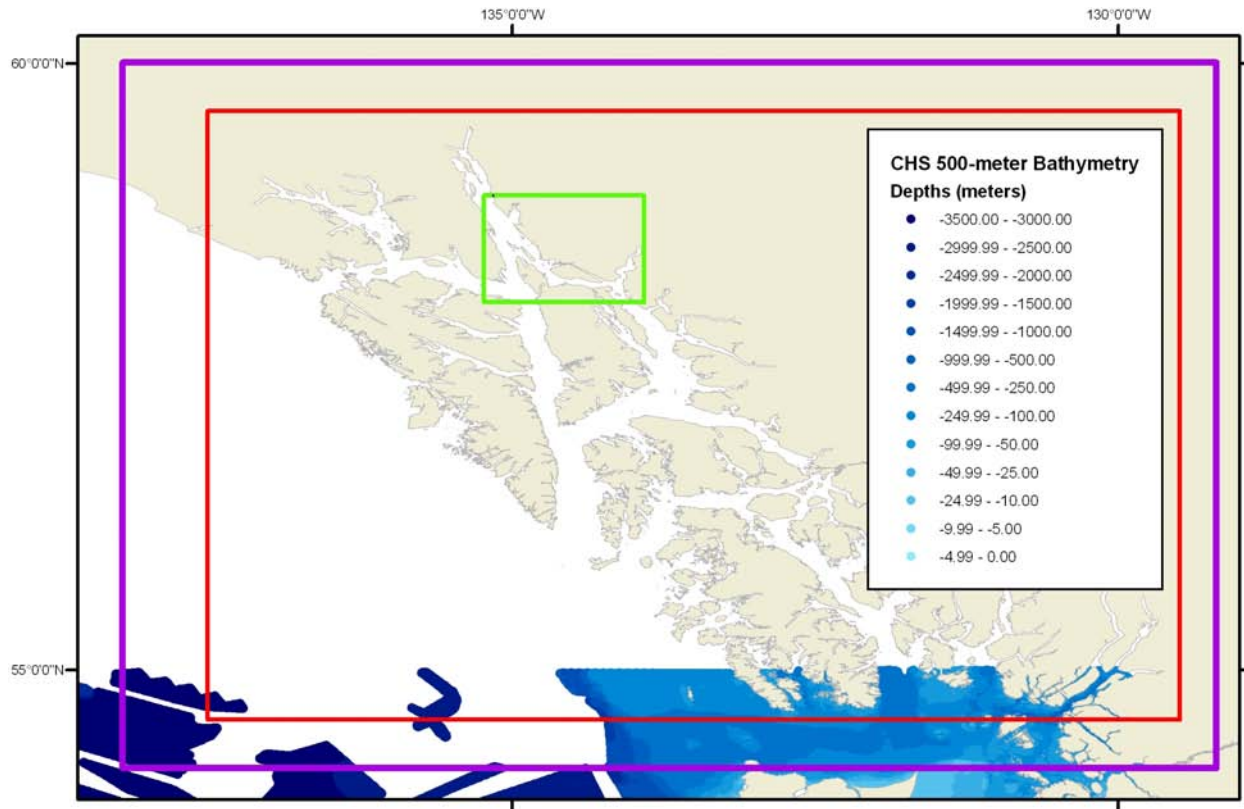 135°0'0"W 130°0'0"W
60°0'0"N
CHS 500-meter Bathymetry
Depths (meters)
-3500.00 - -3000.00
-2999.99 - -2500.00
-2499.99 - -2000.00
-1999.99 - -1500.00
-1499.99 - -1000.00
-999.99 - -500.00
-499.99 - -250.00
-249.99 - -100.00
-99.99 - -50.00
-49.99 - -25.00
-24.99 - -10.00
-9.99 - -5.00
-4.99 - 0.00
55°0'0"N